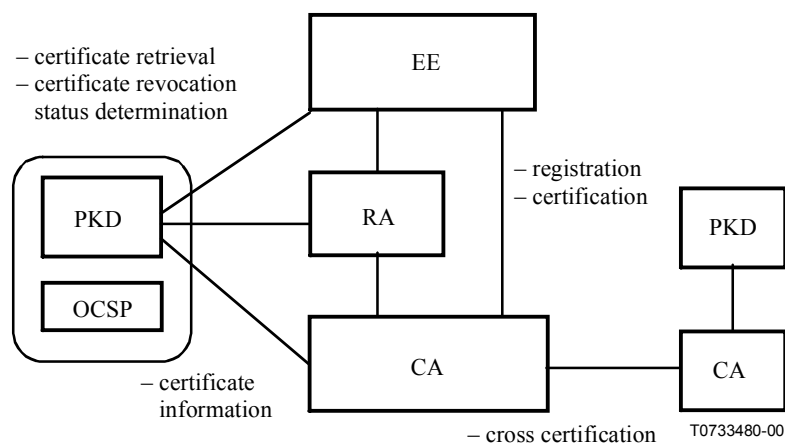 – certificate retrieval
– certificate revocation
status determination
EE
– registration
– certification
PKD
RA
PKD
OCSP
CA
CA
– certificate
information
– cross certification
T0733480-00